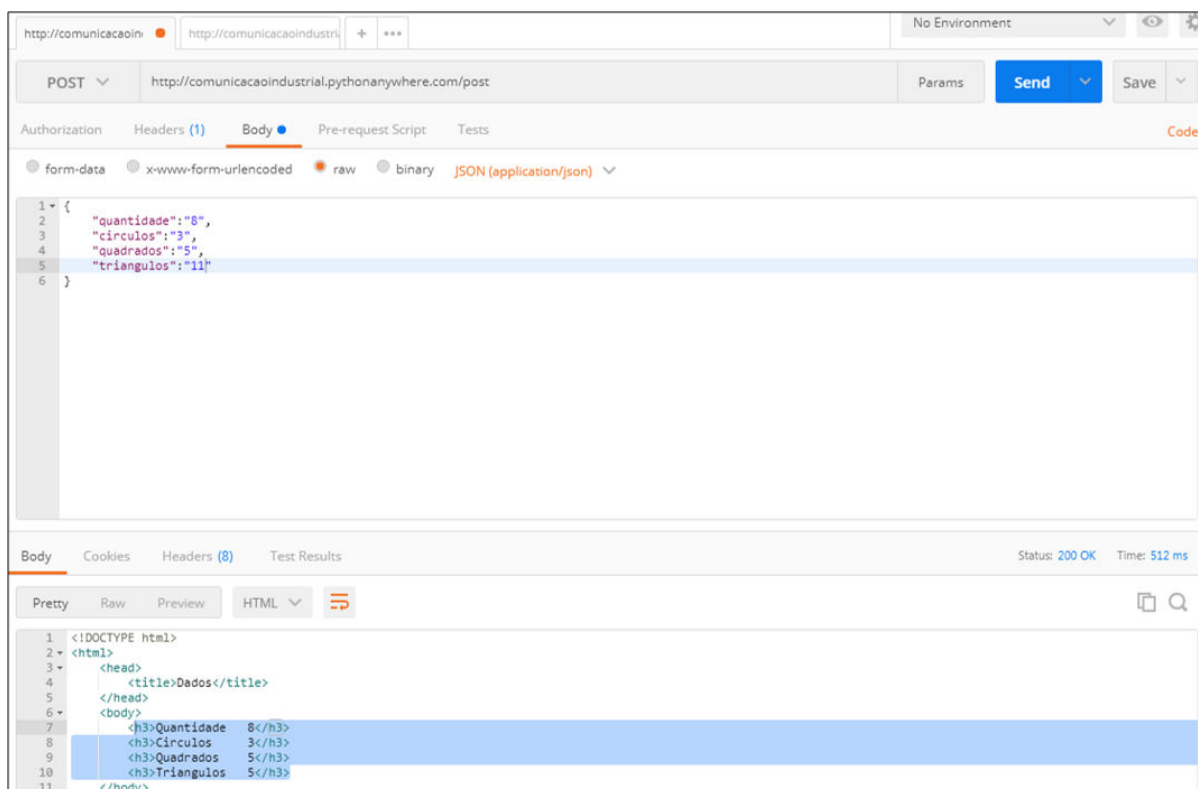 http://comunicacaoin
http://comunicacaoindustri
+
•••
No Environment
POST
http://comunicacaoindustrial.pythonanywhere.com/post
Params
Send
Save
Authorization
Headers (1)
Body
Pre-request Script
Tests
Code
form-data
x-www-form-urlencoded
raw
binary
JSON (application/json)
1 {
2 "quantidade":"8",
3 "circulos":"3",
4 "quadrados":"5",
5 "triangulos":"11"
6 }
Body
Cookies
Headers (8)
Test Results
Status: 200 OK
Time: 512 ms
Pretty
Raw
Preview
HTML
1 <!DOCTYPE html>
2 <html>
3 <head>
4 <title>Dados</title>
5 </head>
6 <body>
7 <h3>Quantidade 8</h3>
8 <h3>Circulos 3</h3>
9 <h3>Quadrados 5</h3>
10 <h3>Triangulos 5</h3>
11 </body>